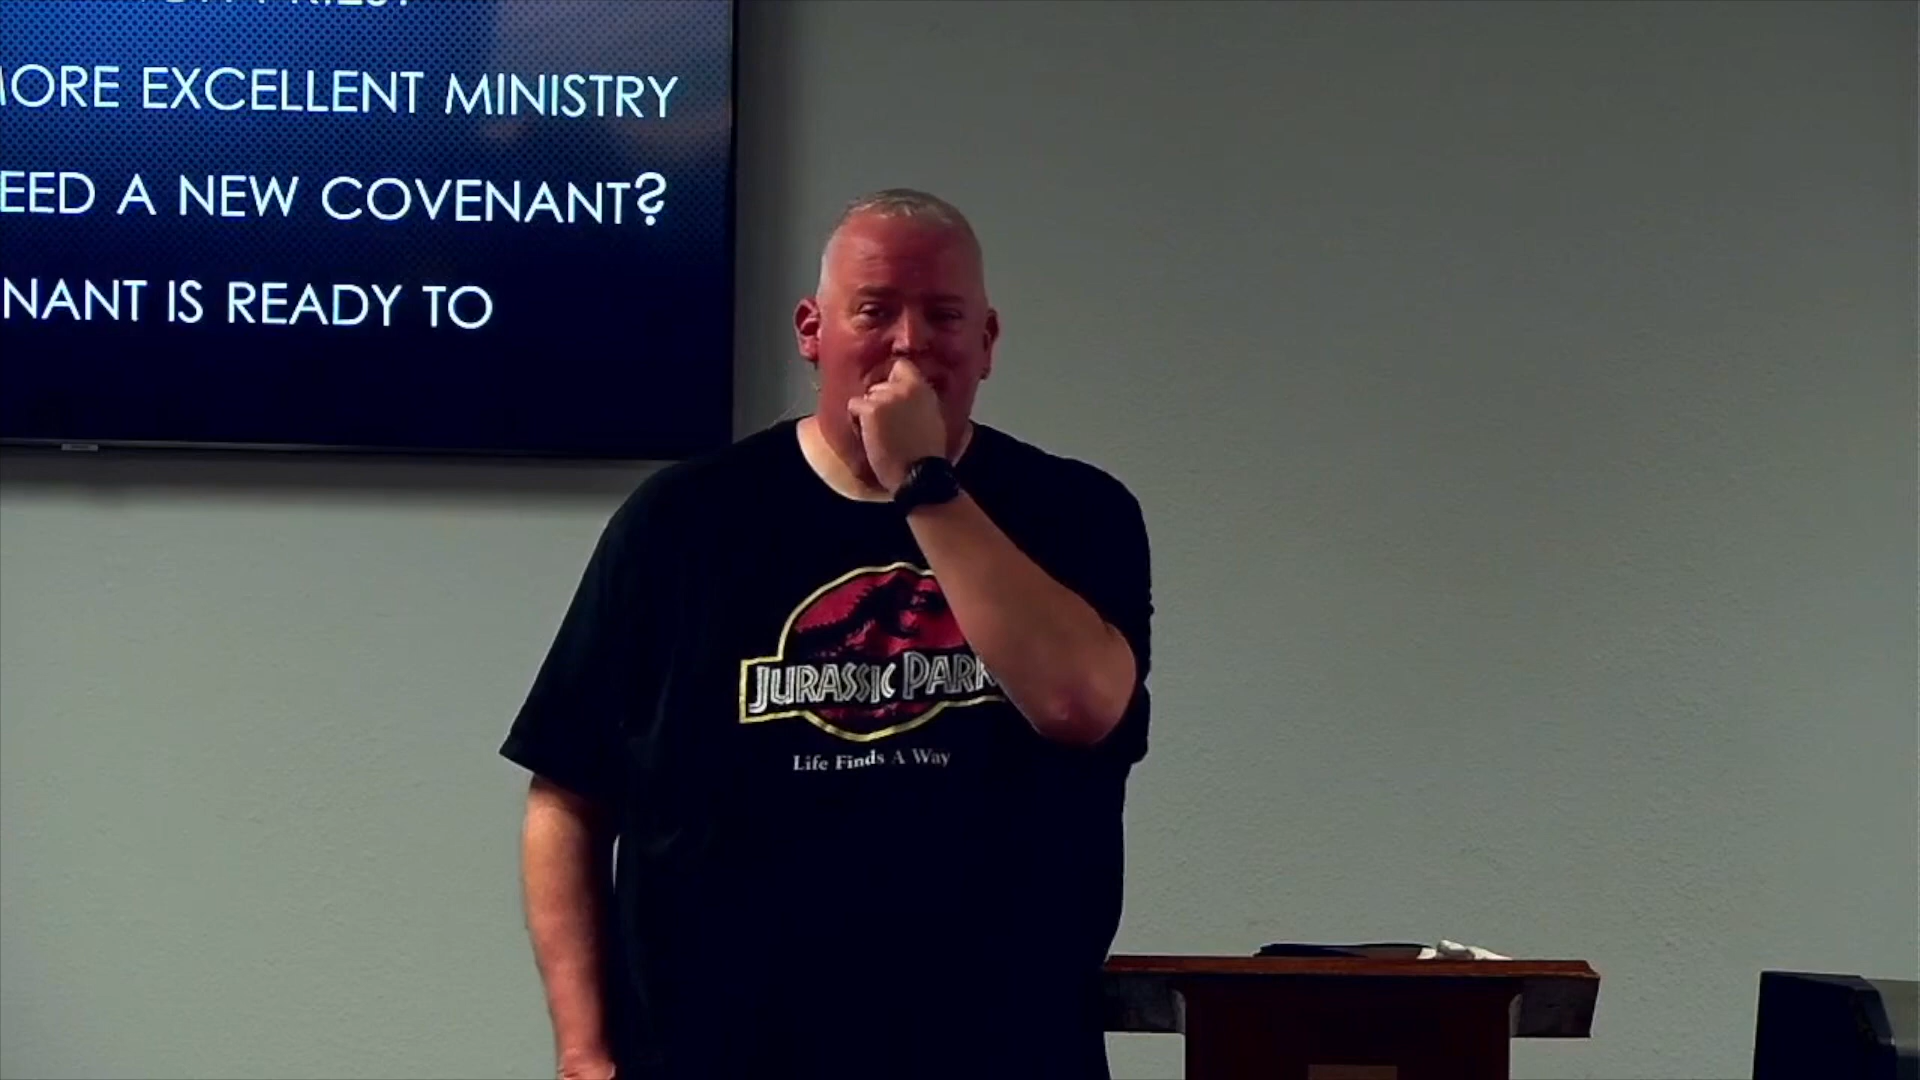 MORE EXCELLENT MINISTRY
EED A NEW COVENANT?
NANT IS READY TO
JURASSIC PARK
Life Finds A Way